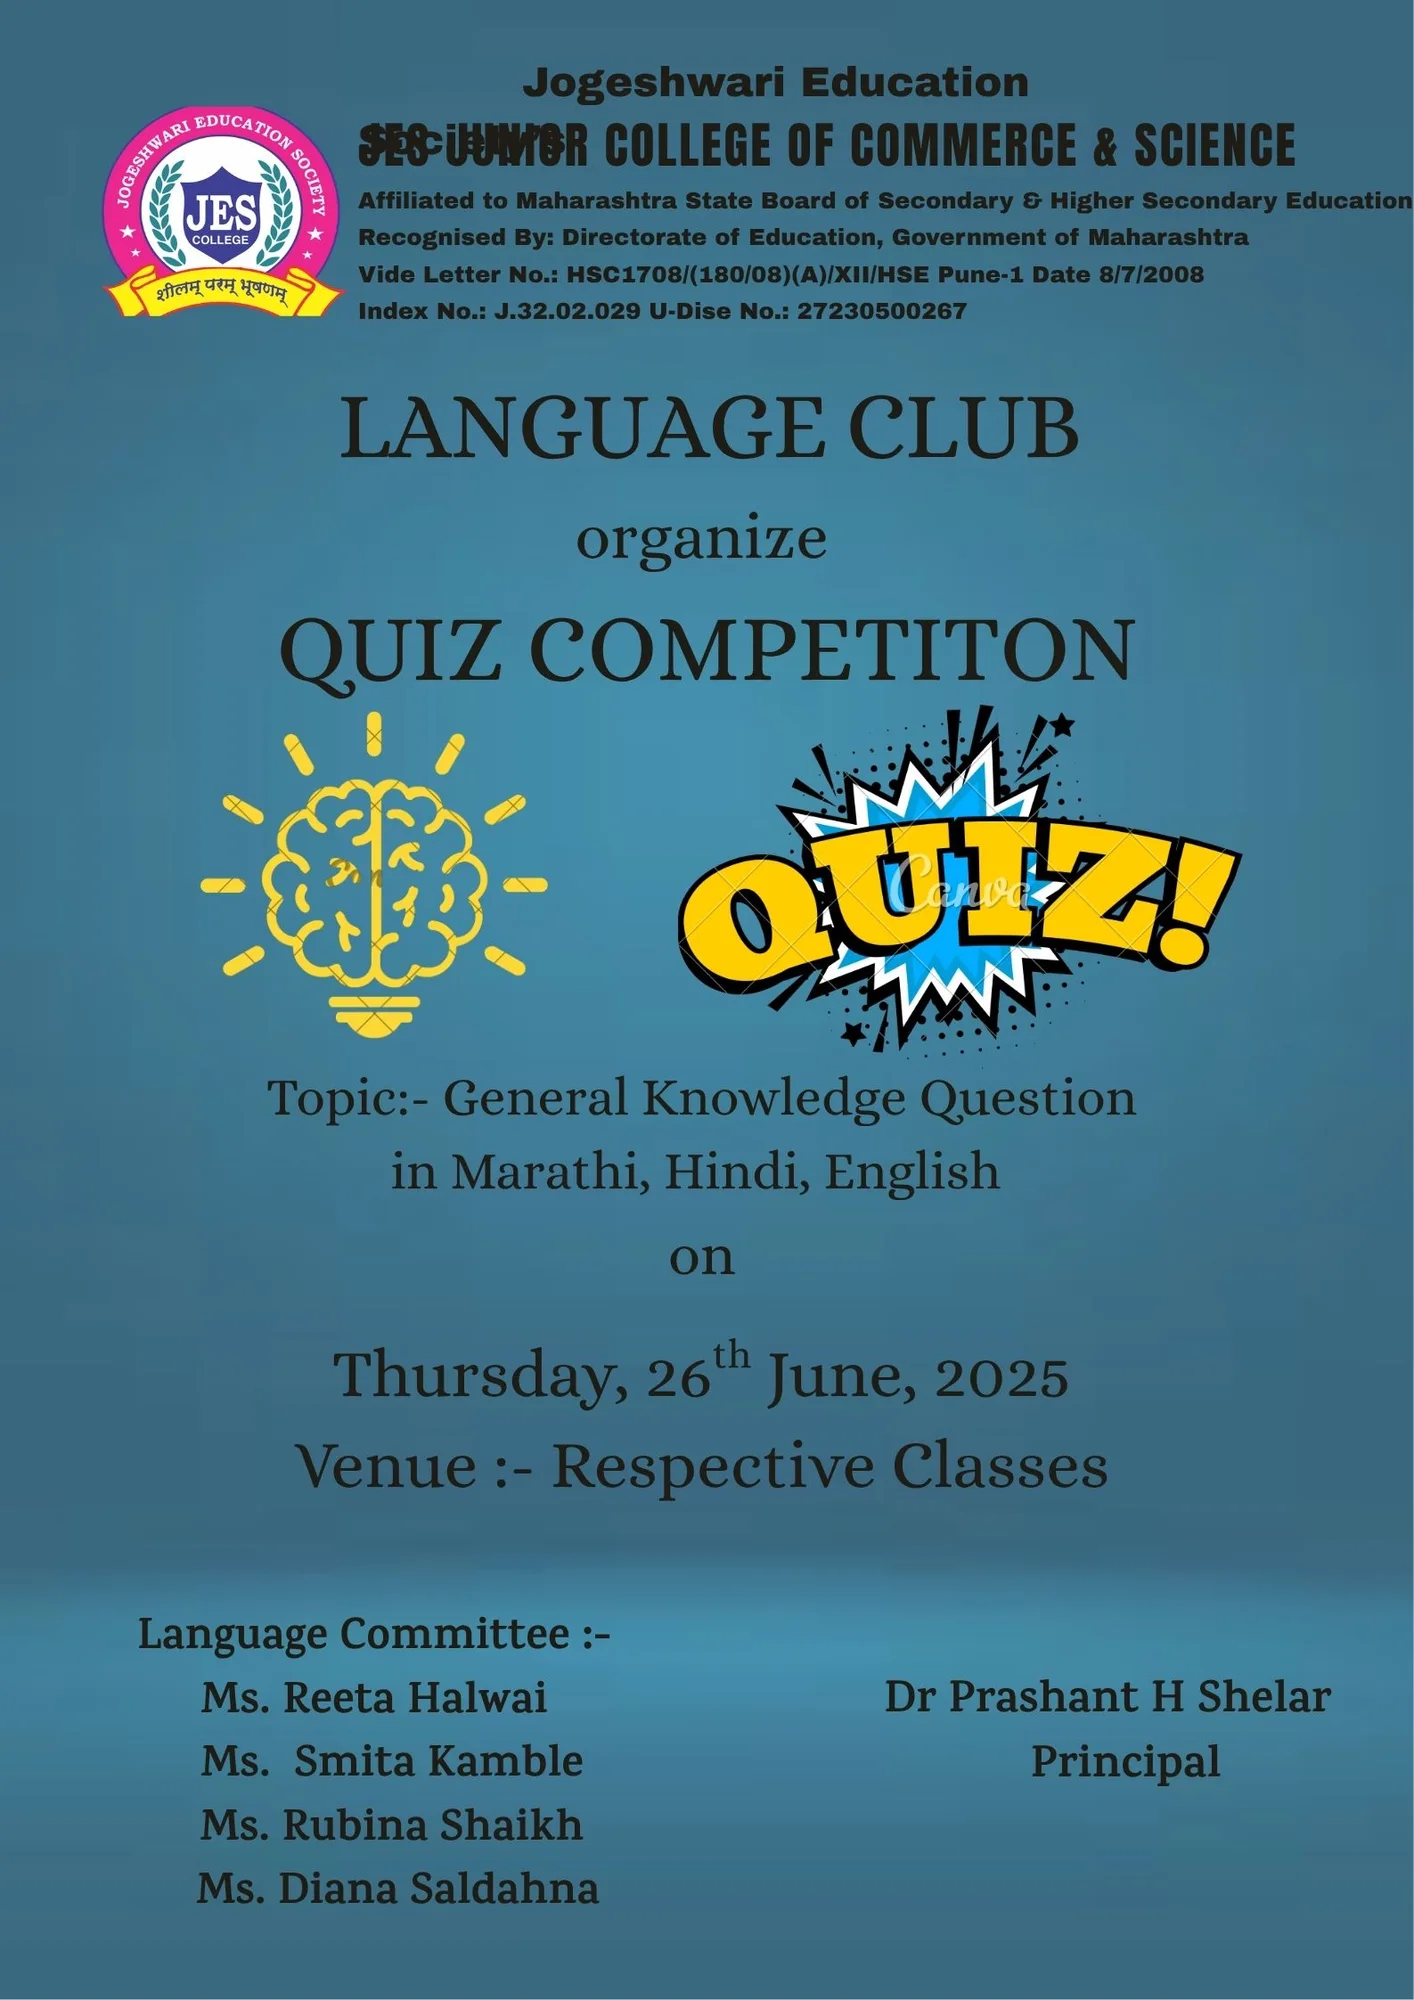 Jogeshwari Education
Society's
JES JUNIOR COLLEGE OF COMMERCE & SCIENCE
Affiliated to Maharashtra State Board of Secondary & Higher Secondary Education
Recognised By: Directorate of Education, Government of Maharashtra
Vide Letter No.: HSC1708/(180/08)(A)/XII/HSE Pune-1 Date 8/7/2008
Index No.: J.32.02.029 U-Dise No.: 27230500267
JOGESHWARI EDUCATION SOCIETY
JES
COLLEGE
शीलम् परम् भूषणम्
LANGUAGE CLUB
organize
QUIZ COMPETITON
QUIZ!
Canva
Topic:- General Knowledge Question
in Marathi, Hindi, English
on
Thursday, 26th June, 2025
Venue :- Respective Classes
Language Committee :-
Ms. Reeta Halwai
Ms. Smita Kamble
Ms. Rubina Shaikh
Ms. Diana Saldahna
Dr Prashant H Shelar
Principal